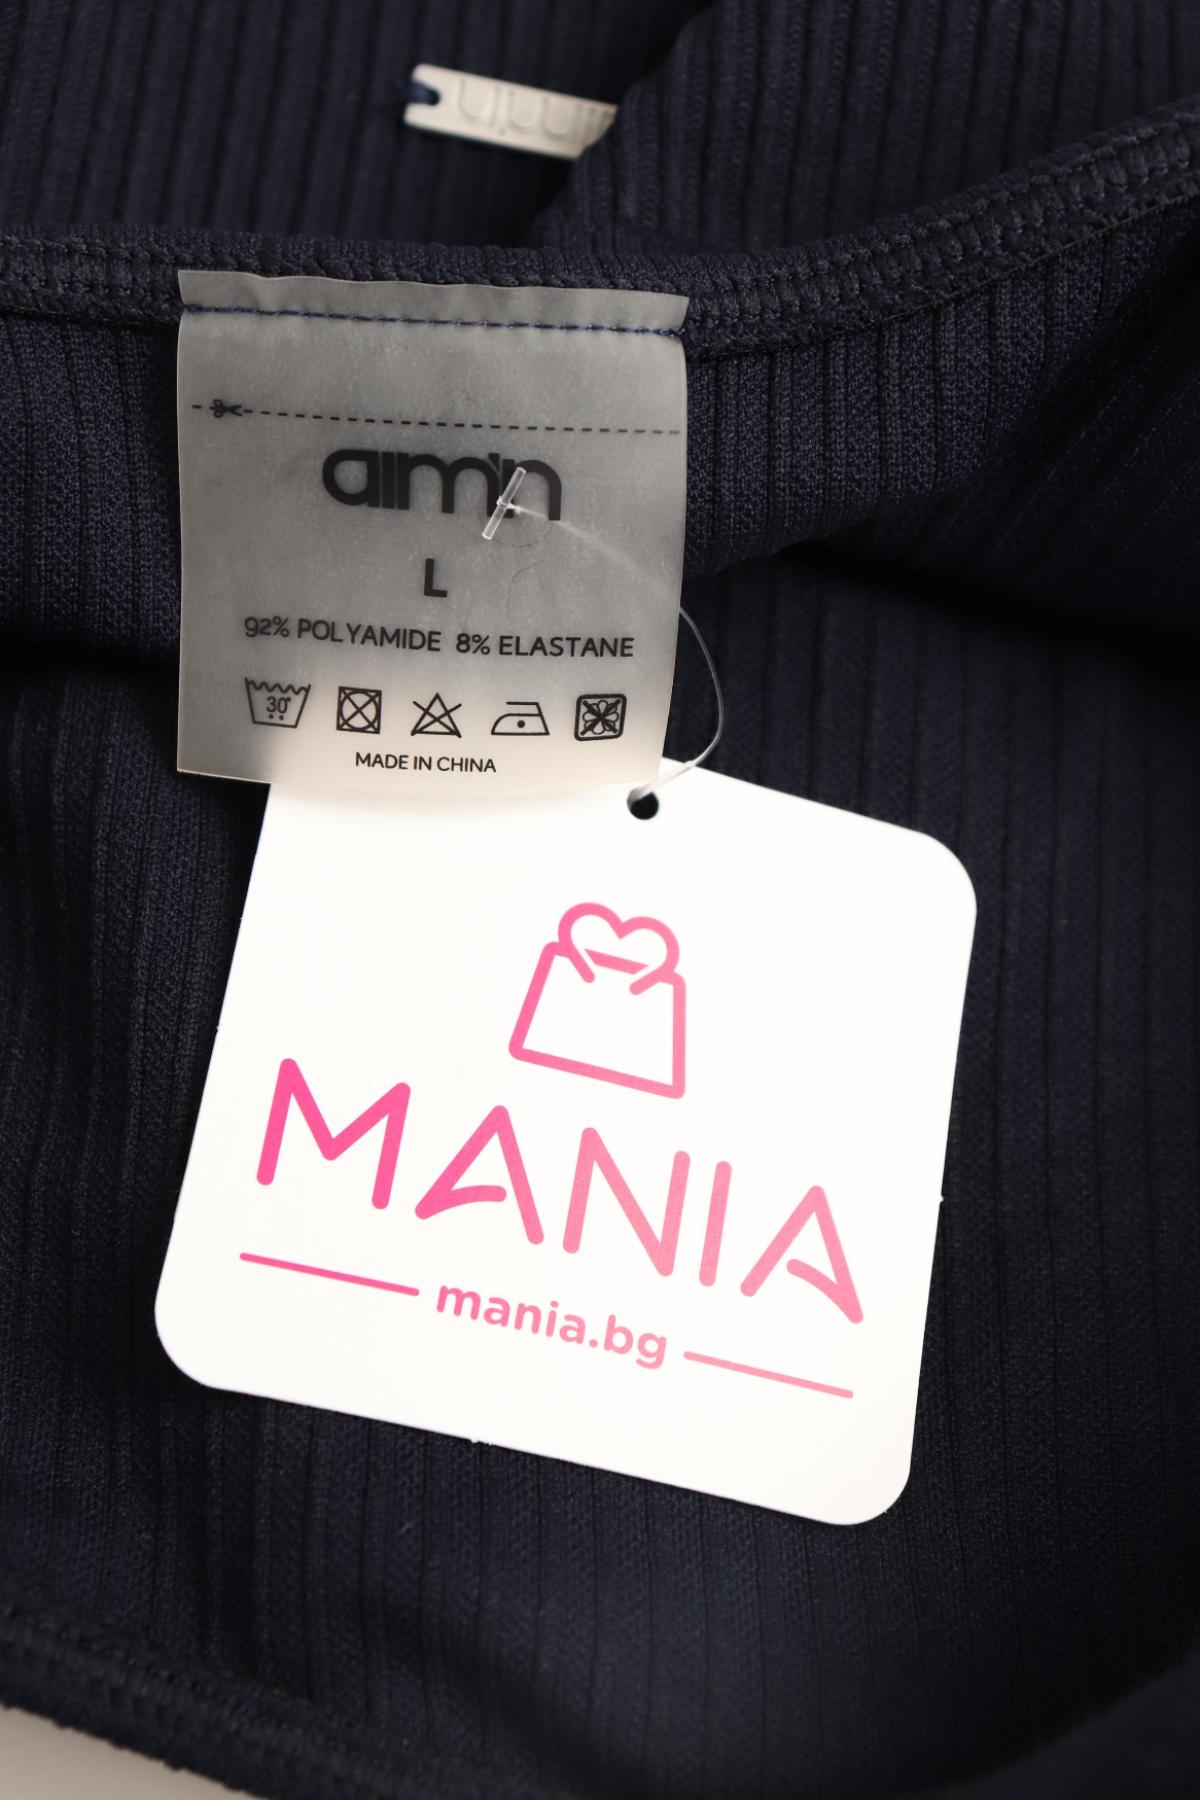 aim'n
L
92% POLYAMIDE 8% ELASTANE
30°
MADE IN CHINA
MANIA
mania.bg